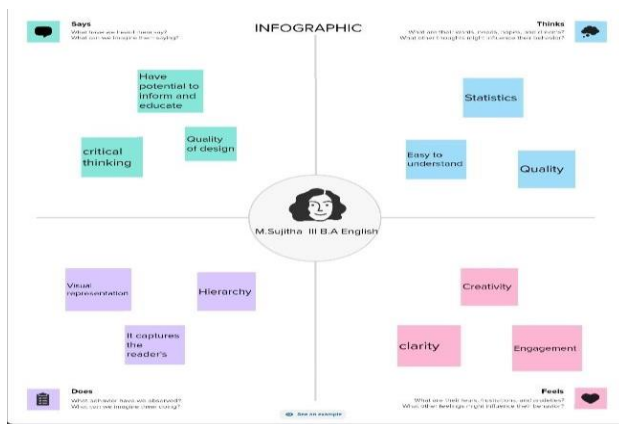 INFOGRAPHIC
Says
What have we heard them say?
What can we imagine them saying?
Thinks
What are their wants, needs, hopes, and dreams?
What other thoughts might influence their behavior?
Have
potential to
inform and
educate
critical
thinking
Quality
of design
Statistics
Easy to
understand
Quality
M.Sujitha III B.A English
Visual
representation
Hierarchy
It captures
the
reader's
Creativity
clarity
Engagement
Does
What behavior have we observed?
What can we imagine them doing?
Feels
What are their fears, frustrations, and anxieties?
What other feelings might influence their behavior?
See an example